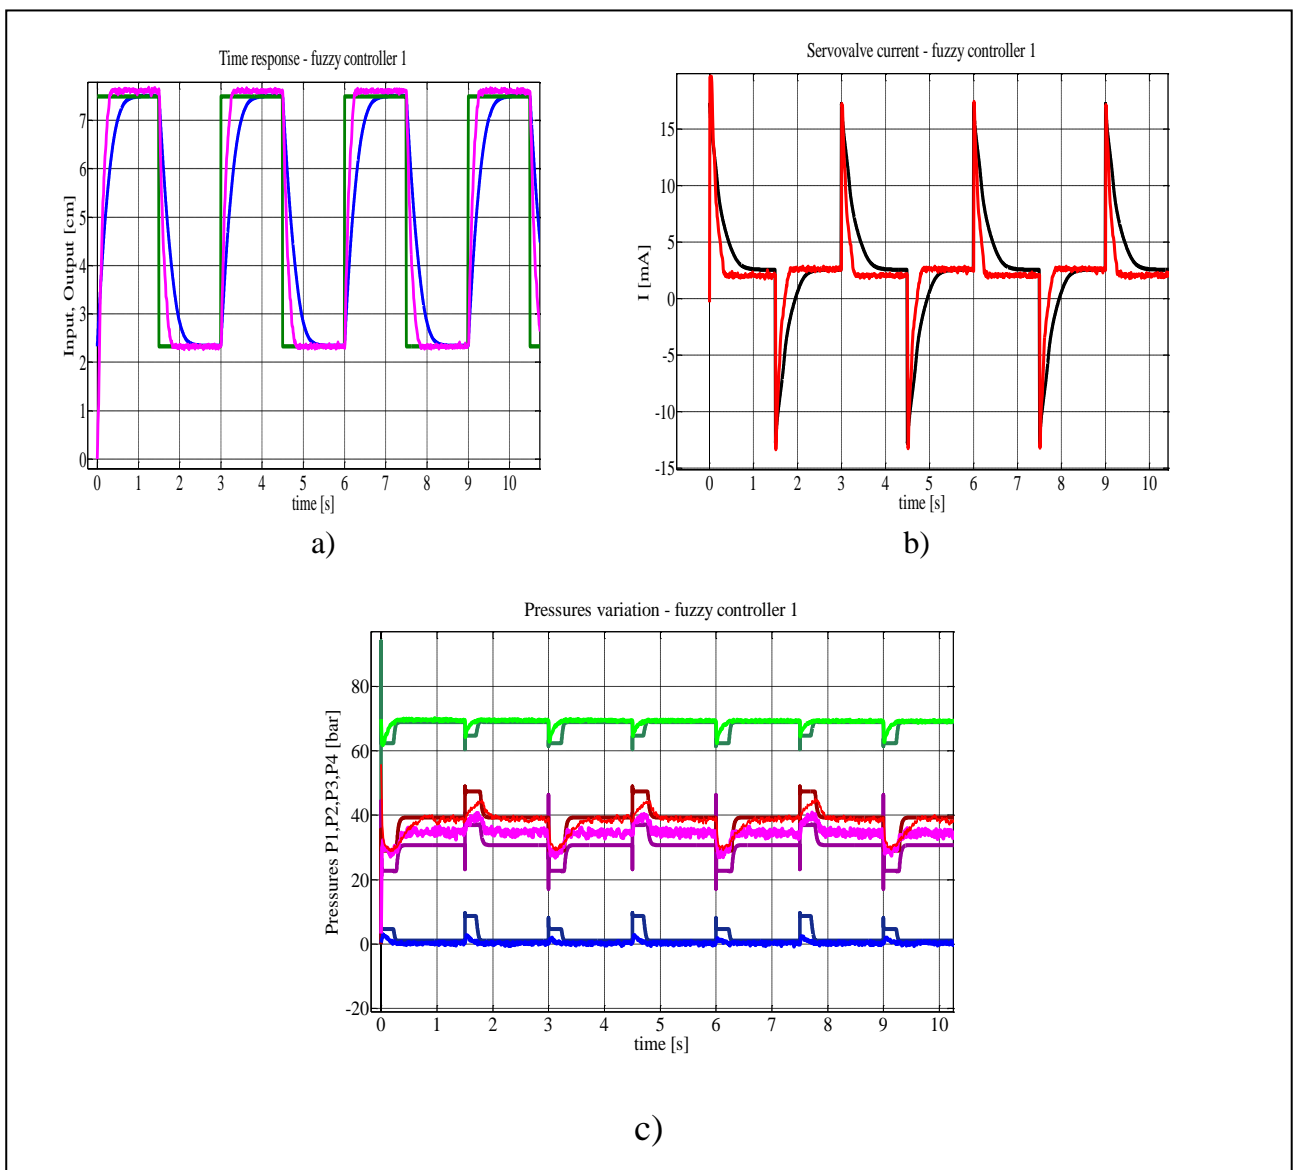 Time response - fuzzy controller 1
Input, Output [cm]
7
6
5
4
3
2
1
0
0 1 2 3 4 5 6 7 8 9 10
time [s]
a)
Servovalve current - fuzzy controller 1
I [mA]
15
10
5
0
-5
-10
-15
0 1 2 3 4 5 6 7 8 9 10
time [s]
b)
Pressures variation - fuzzy controller 1
Pressures P1,P2,P3,P4 [bar]
80
60
40
20
0
-20
0 1 2 3 4 5 6 7 8 9 10
time [s]
c)